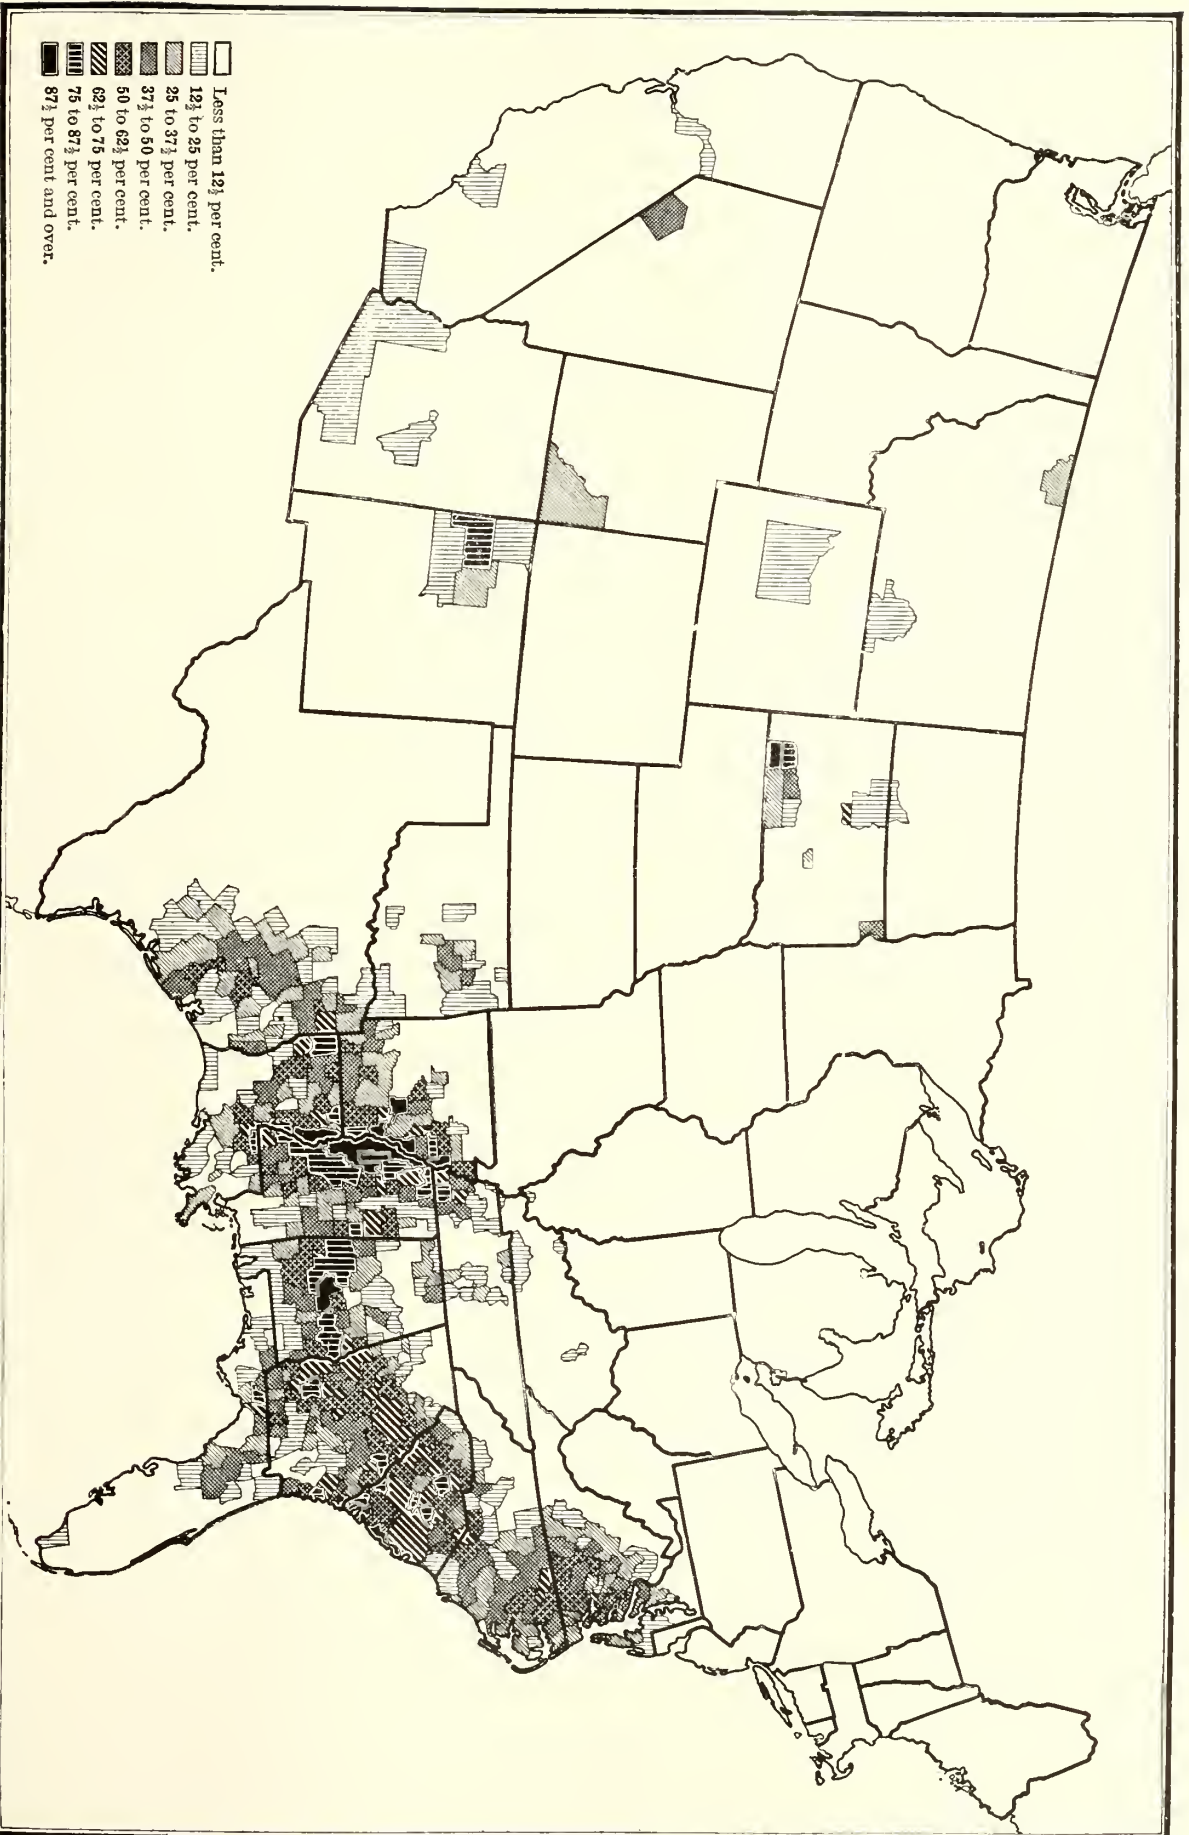 Less than 12½ per cent.
12½ to 25 per cent.
25 to 37½ per cent.
37½ to 50 per cent.
50 to 62½ per cent.
62½ to 75 per cent.
75 to 87½ per cent.
87½ per cent and over.